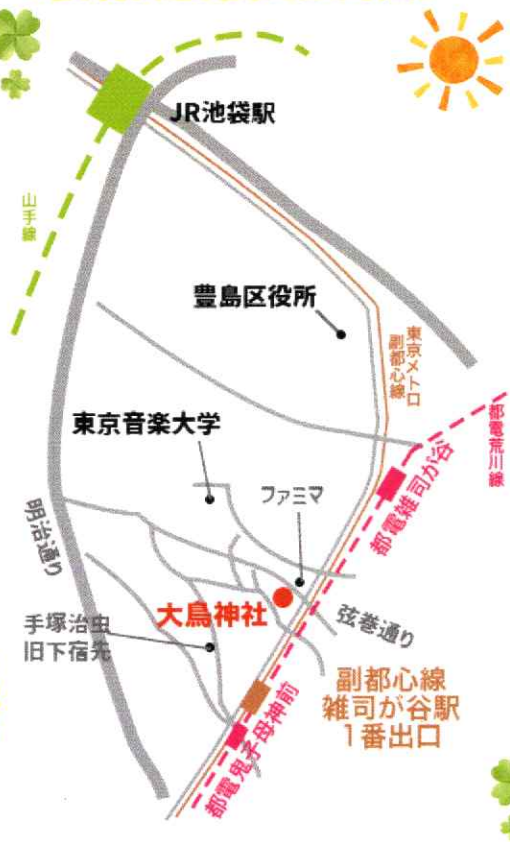 JR池袋駅
山手線
豊島区役所
東京メトロ
副都心線
都電荒川線
東京音楽大学
都電雑司が谷
ファミマ
明治通り
大鳥神社
弦巻通り
手塚治虫
旧下宿先
副都心線
雑司が谷駅
1番出口
都電鬼子母神前